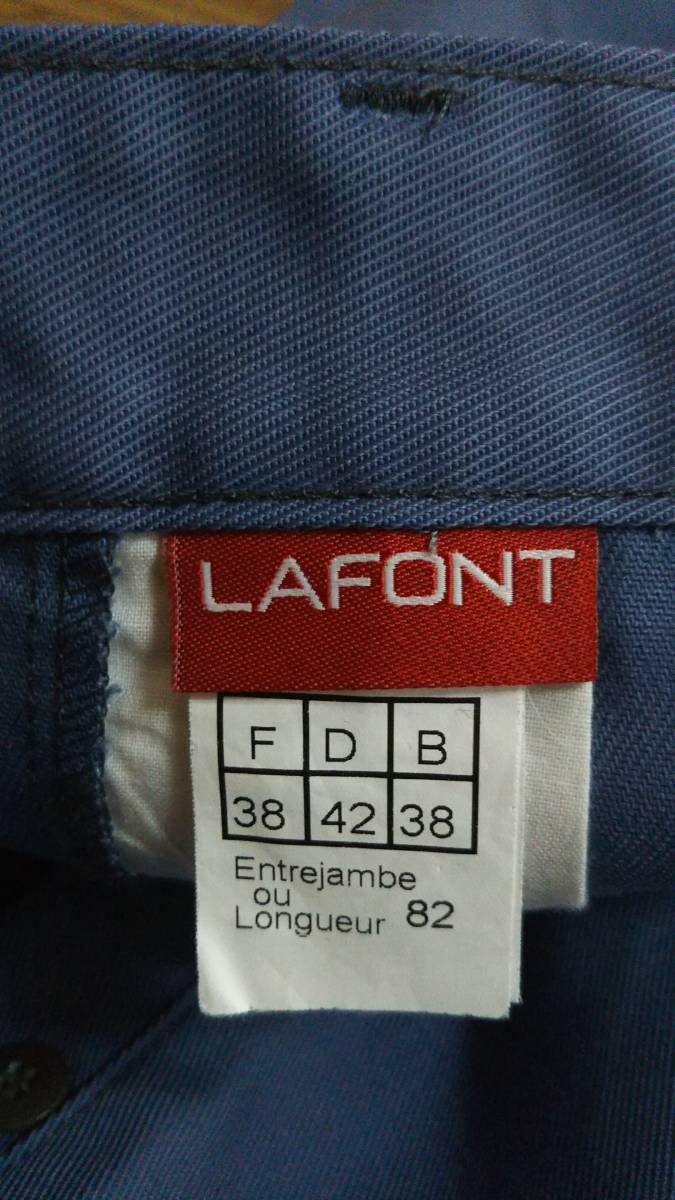 LAFONT
F D B
38 42 38
Entrejambe
ou
Longueur 82